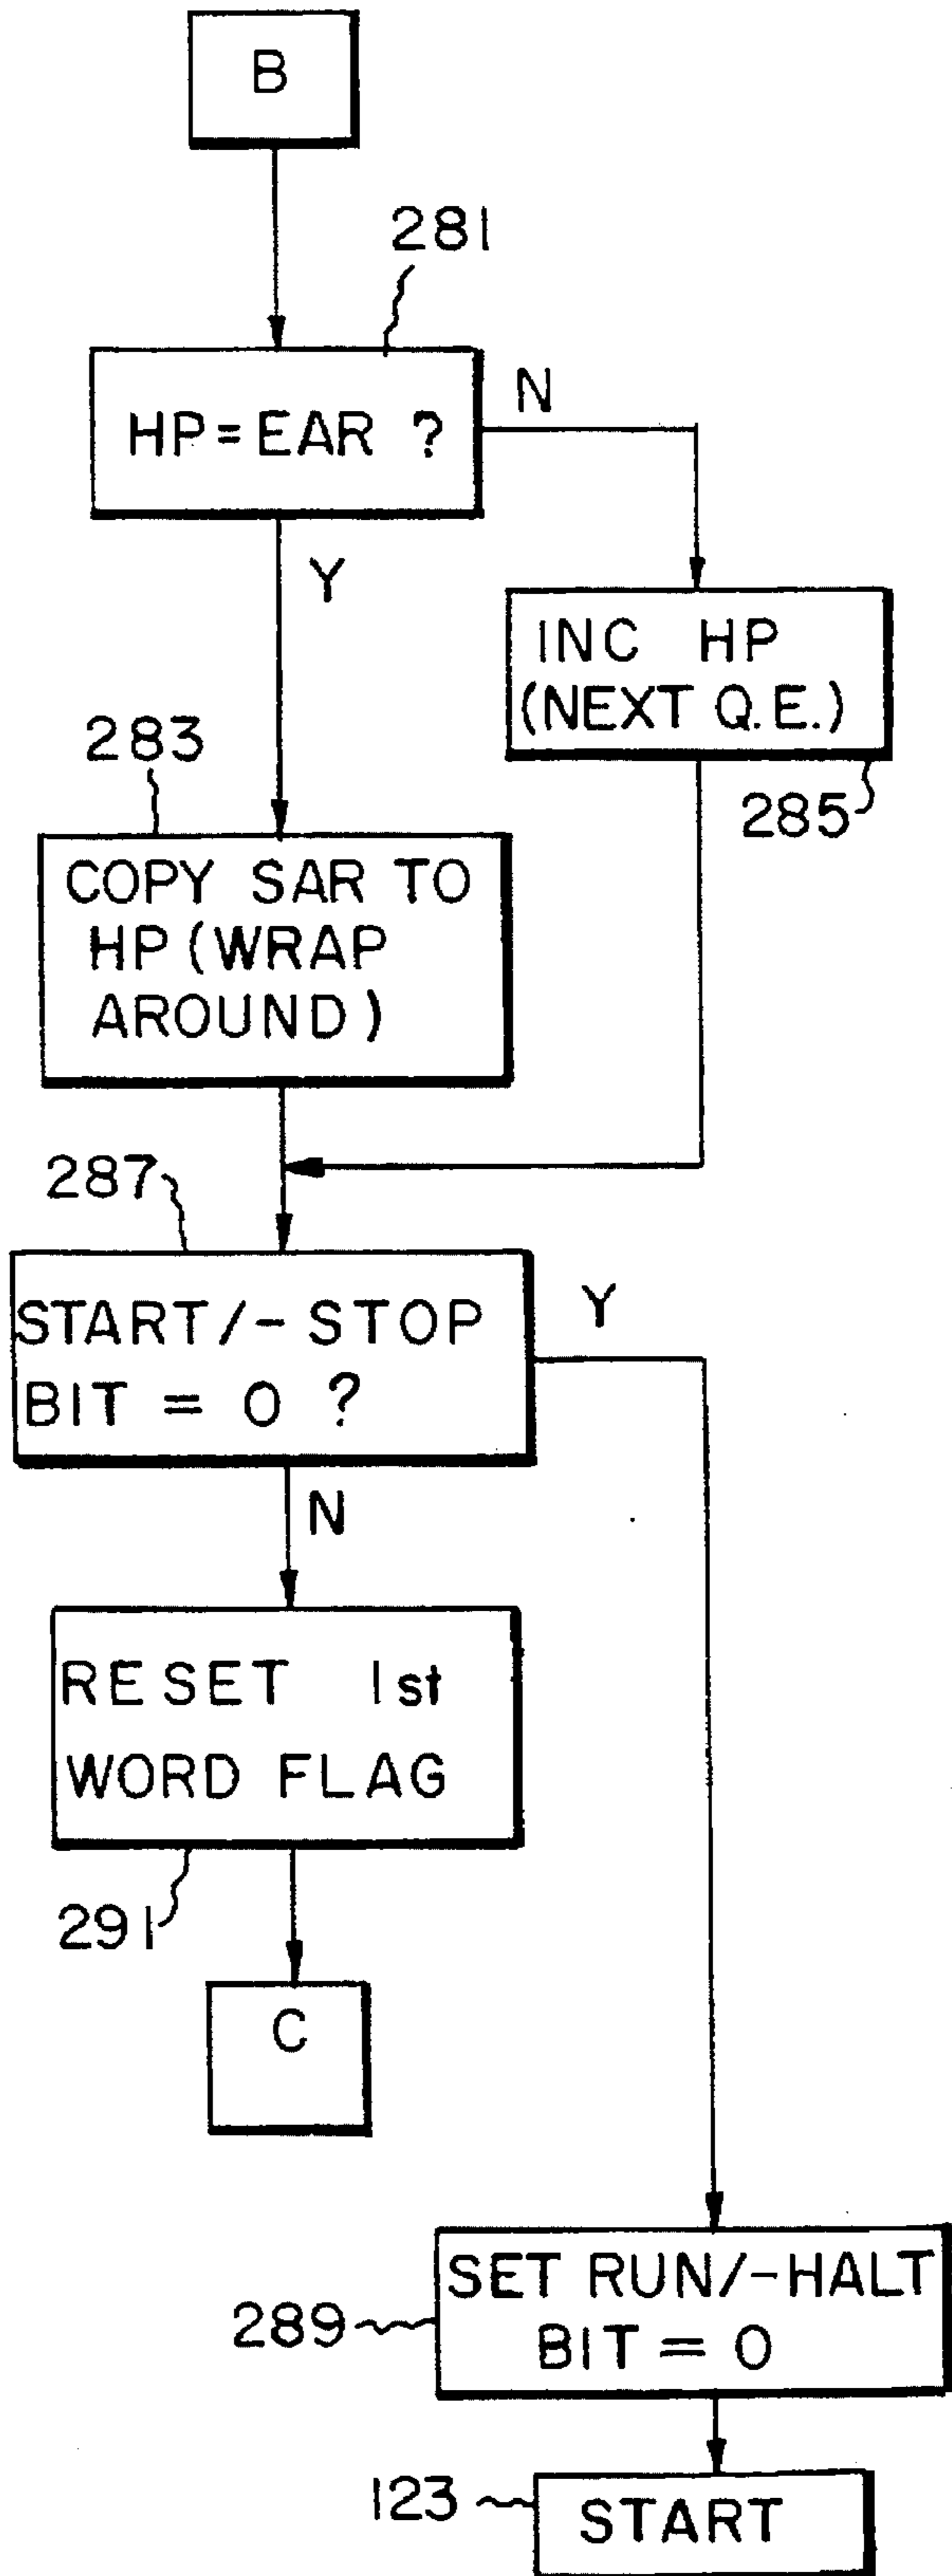 B
281
HP = EAR ?
N
Y
INC HP
(NEXT Q.E.)
285
283
COPY SAR TO
HP (WRAP
AROUND)
287
START/- STOP
BIT = 0 ?
Y
N
RESET 1st
WORD FLAG
291
C
SET RUN/-HALT
BIT = 0
289
123
START